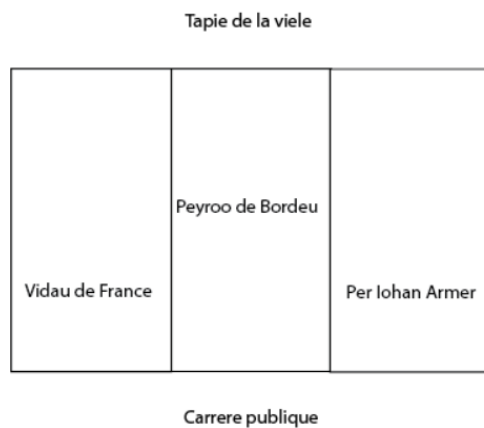 Tapie de la viele
Peyroo de Bordeu
Vidau de France
Per Iohan Armer
Carrere publique